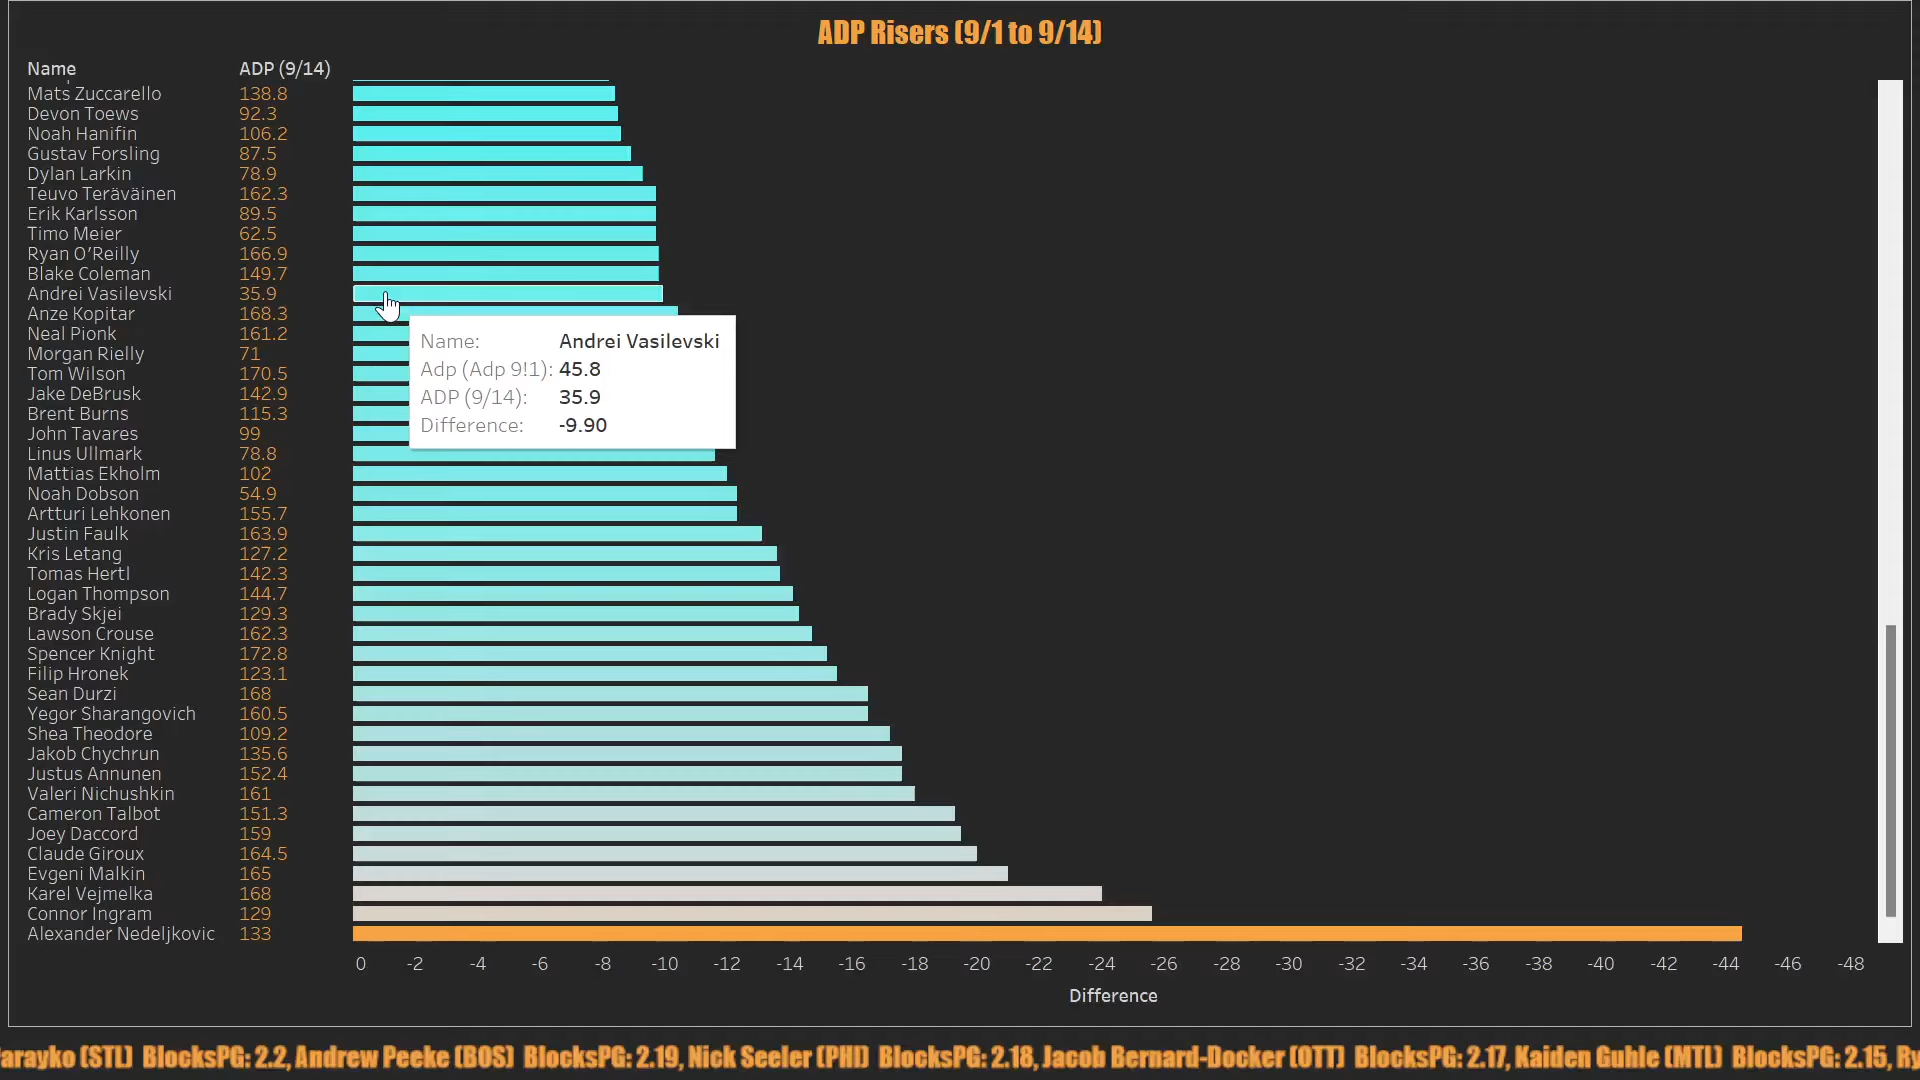 ADP Risers (9/1 to 9/14)
Name ADP (9/14)
Mats Zuccarello 138.8
Devon Toews 92.3
Noah Hanifin 106.2
Gustav Forsling 87.5
Dylan Larkin 78.9
Teuvo Teräväinen 162.3
Erik Karlsson 89.5
Timo Meier 62.5
Ryan O'Reilly 166.9
Blake Coleman 149.7
Andrei Vasilevski 35.9
Anze Kopitar 168.3
Neal Pionk 161.2
Morgan Rielly 71
Tom Wilson 170.5
Jake DeBrusk 142.9
Brent Burns 115.3
John Tavares 99
Linus Ullmark 78.8
Mattias Ekholm 102
Noah Dobson 54.9
Artturi Lehkonen 155.7
Justin Faulk 163.9
Kris Letang 127.2
Tomas Hertl 142.3
Logan Thompson 144.7
Brady Skjei 129.3
Lawson Crouse 162.3
Spencer Knight 172.8
Filip Hronek 123.1
Sean Durzi 168
Yegor Sharangovich 160.5
Shea Theodore 109.2
Jakob Chychrun 135.6
Justus Annunen 152.4
Valeri Nichushkin 161
Cameron Talbot 151.3
Joey Daccord 159
Claude Giroux 164.5
Evgeni Malkin 165
Karel Vejmelka 168
Connor Ingram 129
Alexander Nedeljkovic 133
Name: Andrei Vasilevski
Adp (Adp 9!1): 45.8
ADP (9/14): 35.9
Difference: -9.90
0 -2 -4 -6 -8 -10 -12 -14 -16 -18 -20 -22 -24 -26 -28 -30 -32 -34 -36 -38 -40 -42 -44 -46 -48
Difference
arayko (STL) BlocksPG: 2.2, Andrew Peeke (BOS) BlocksPG: 2.19, Nick Seeler (PHI) BlocksPG: 2.18, Jacob Bernard-Docker (OTT) BlocksPG: 2.17, Kaiden Guhle (MTL) BlocksPG: 2.15, Ry